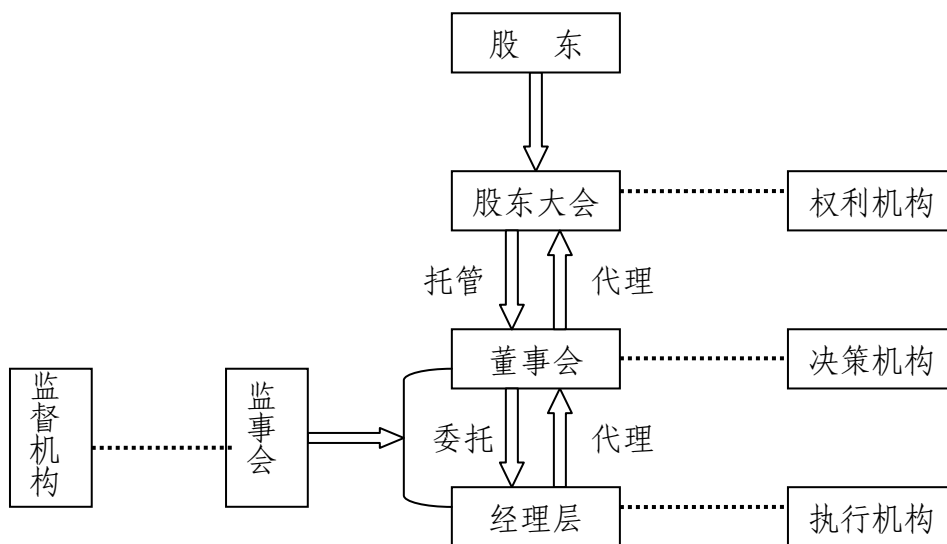 股 东
股东大会
权利机构
托管
代理
董事会
决策机构
监督机构
监事会
委托
代理
经理层
执行机构